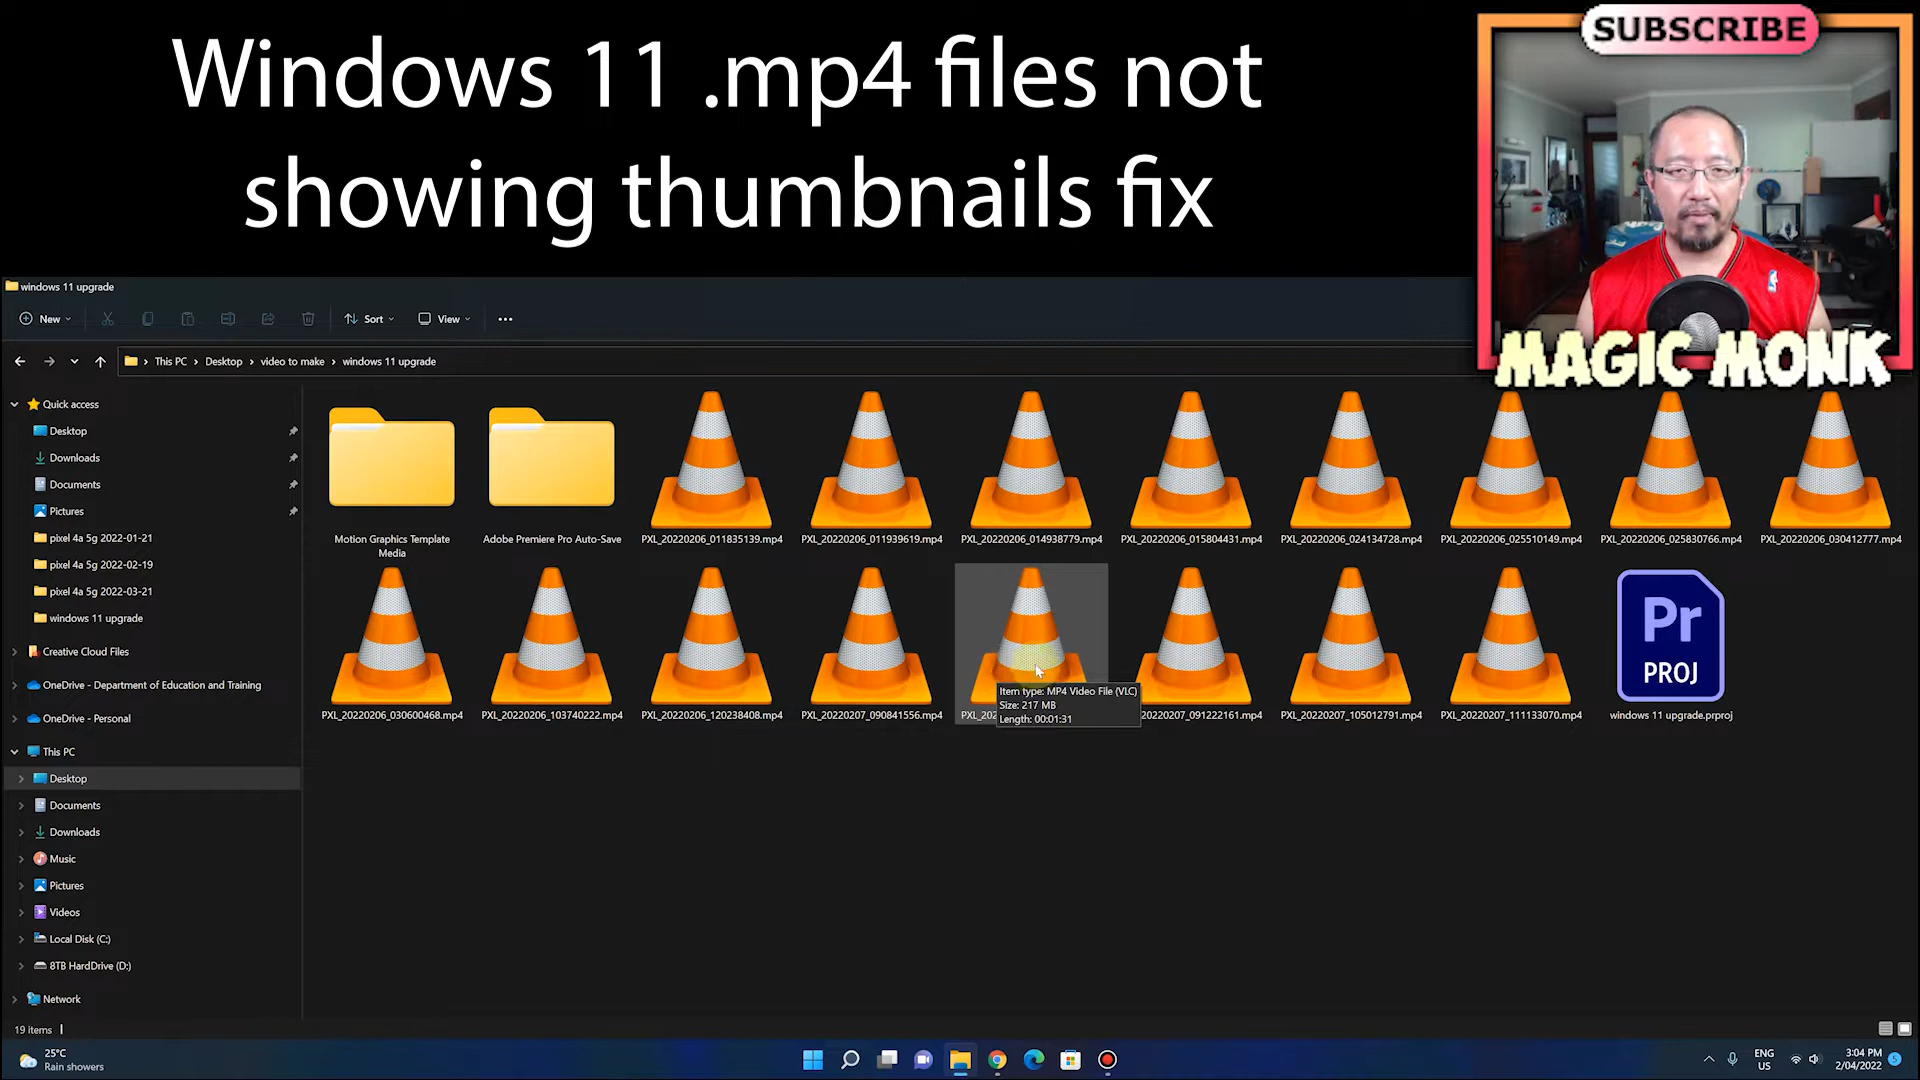 Windows 11 .mp4 files not
showing thumbnails fix
SUBSCRIBE
MAGIC MONK
windows 11 upgrade
New
Sort
View
This PC > Desktop > video to make > windows 11 upgrade
Quick access
Desktop
Downloads
Documents
Pictures
pixel 4a 5g 2022-01-21
pixel 4a 5g 2022-02-19
pixel 4a 5g 2022-03-21
windows 11 upgrade
Creative Cloud Files
OneDrive - Department of Education and Training
OneDrive - Personal
This PC
Desktop
Documents
Downloads
Music
Pictures
Videos
Local Disk (C:)
8TB HardDrive (D:)
Network
Motion Graphics Template
Media
Adobe Premiere Pro Auto-Save
PXL_20220206_011835139.mp4
PXL_20220206_011939619.mp4
PXL_20220206_014938779.mp4
PXL_20220206_015804431.mp4
PXL_20220206_024134728.mp4
PXL_20220206_025510149.mp4
PXL_20220206_025830766.mp4
PXL_20220206_030412777.mp4
PXL_20220206_030600468.mp4
PXL_20220206_103740222.mp4
PXL_20220206_120238408.mp4
PXL_20220207_090841556.mp4
PXL_20
Item type: MP4 Video File (VLC)
Size: 217 MB
Length: 00:01:31
20207_091222161.mp4
PXL_20220207_105012791.mp4
PXL_20220207_111133070.mp4
Pr
PROJ
windows 11 upgrade.prproj
19 items
25°C
Rain showers
ENG
US
3:04 PM
2/04/2022
5